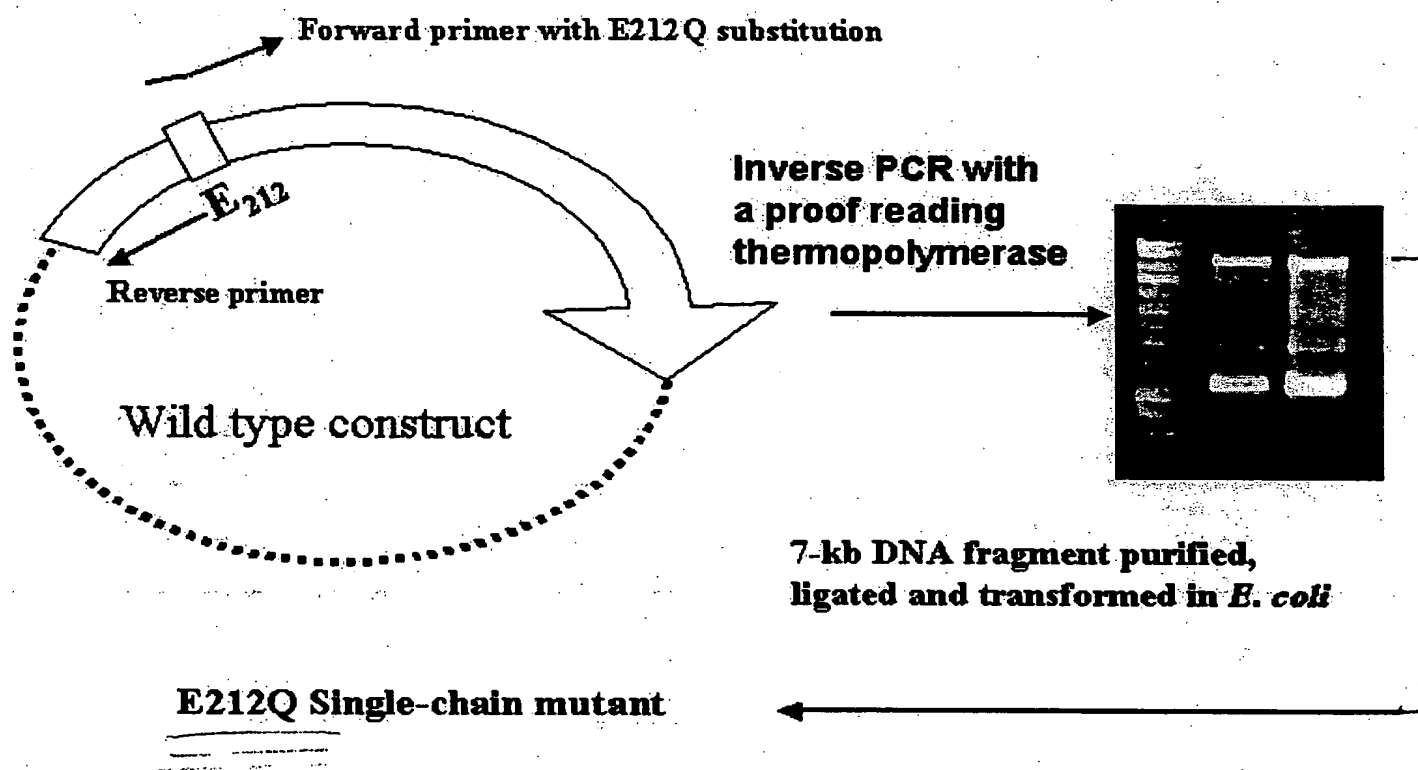 Forward primer with E212Q substitution
E212
Reverse primer
Wild type construct
Inverse PCR with
a proof reading
thermopolymerase
7-kb DNA fragment purified,
ligated and transformed in E. coli
E212Q Single-chain mutant